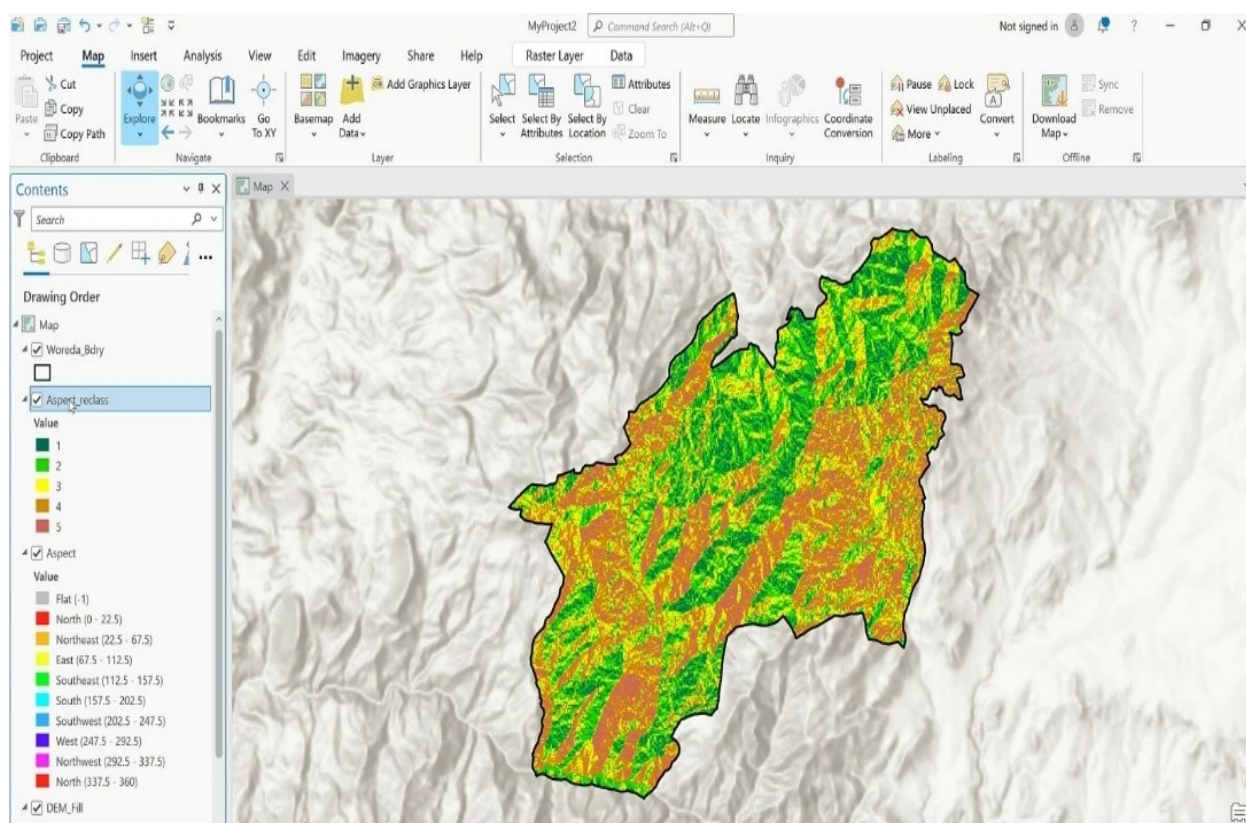 MyProject2
Command Search (Alt+Q)
Not signed in
?
Project Map Insert Analysis View Edit Imagery Share Help Raster Layer Data
Paste
Cut
Copy
Copy Path
Clipboard
Explore
Bookmarks
Go To XY
Navigate
Basemap
Add Data
Add Graphics Layer
Layer
Select
Select By Attributes
Select By Location
Attributes
Clear
Zoom To
Selection
Measure
Locate
Infographics
Coordinate Conversion
Inquiry
Pause
Lock
View Unplaced
More
A
Convert
Labeling
Download Map
Sync
Remove
Offline
Contents
Search
Drawing Order
Map
Woreda_Bdry
Aspect_reclass
Value
1
2
3
4
5
Aspect
Value
Flat (-1)
North (0 - 22.5)
Northeast (22.5 - 67.5)
East (67.5 - 112.5)
Southeast (112.5 - 157.5)
South (157.5 - 202.5)
Southwest (202.5 - 247.5)
West (247.5 - 292.5)
Northwest (292.5 - 337.5)
North (337.5 - 360)
DEM_Fill
Map